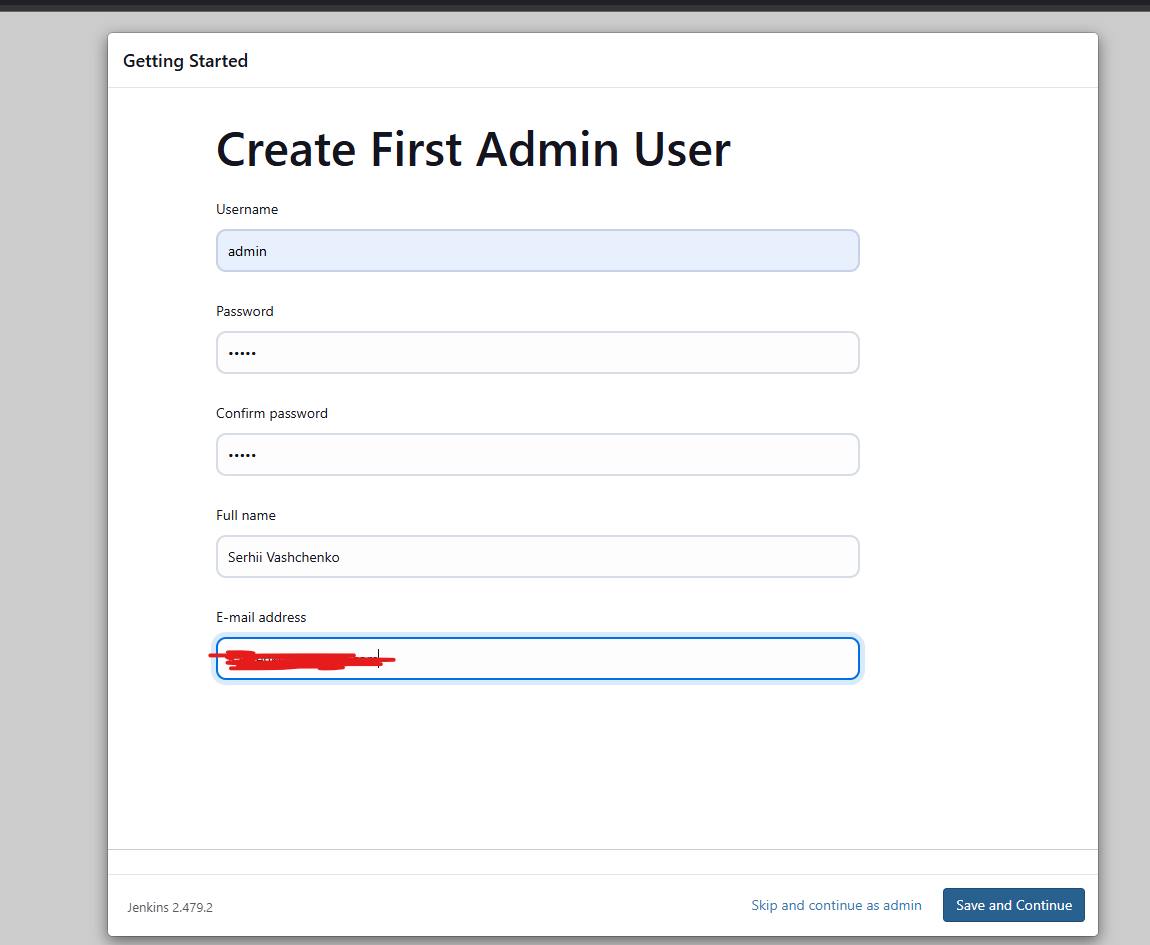 Getting Started
Create First Admin User
Username
admin
Password
•••••
Confirm password
•••••
Full name
Serhii Vashchenko
E-mail address
Jenkins 2.479.2
Skip and continue as admin
Save and Continue